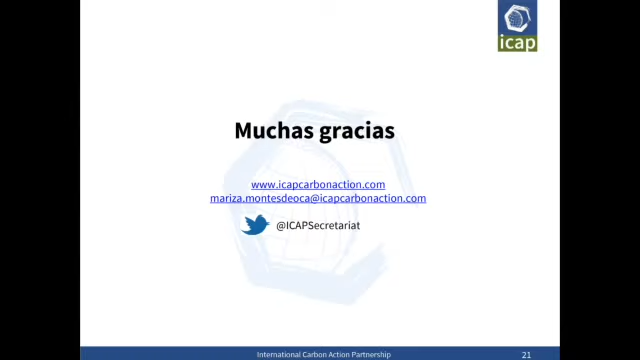 icap
Muchas gracias
www.icapcarbonaction.com
mariza.montesdeoca@icapcarbonaction.com
@ICAPSecretariat
International Carbon Action Partnership
21